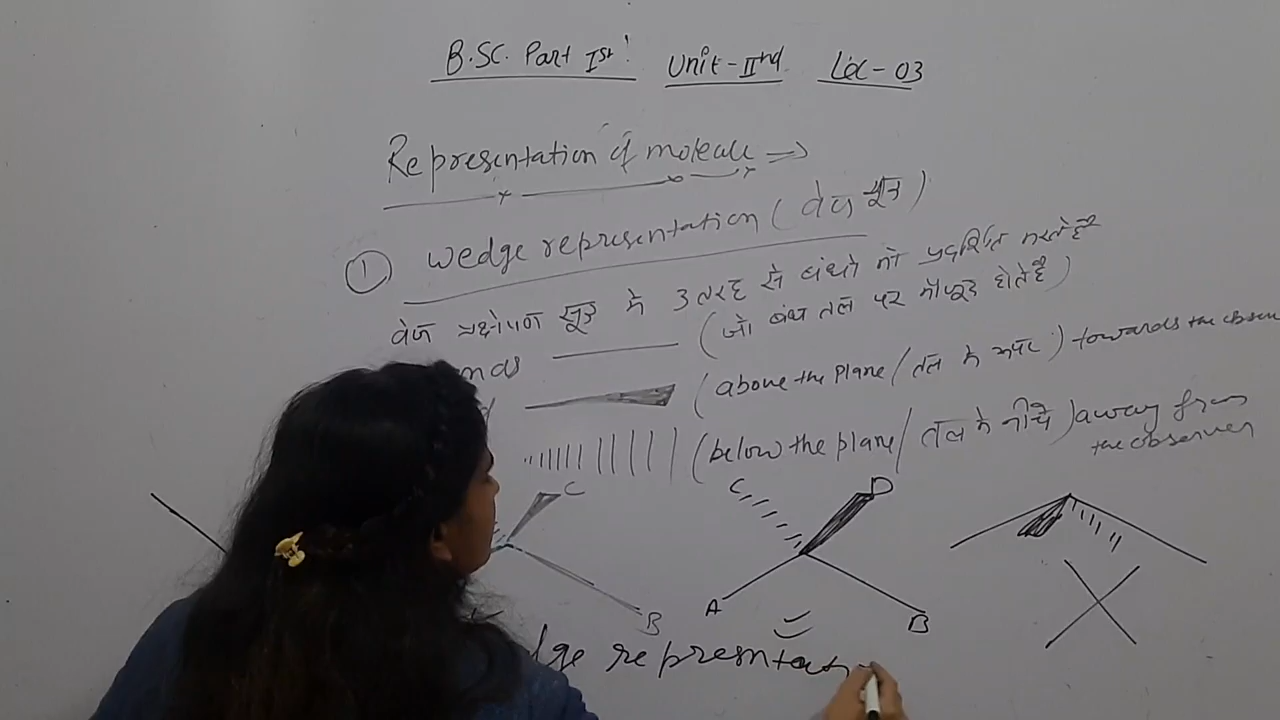 B.SC. Part Ist! Unit-IInd Lec-03
Representation of molecule =>
① wedge representation (वेज सूत्र)
वेज प्रक्षेपण सूत्र मे 3 तरह से बंधो को प्रदर्शित करते है
(जो बंध तल पर मौजूद होते है)
(above the Plane/तल के ऊपर) towards the obser
(below the plane/तल के नीचे) away from
the observer
C C D
A B B
dge representat